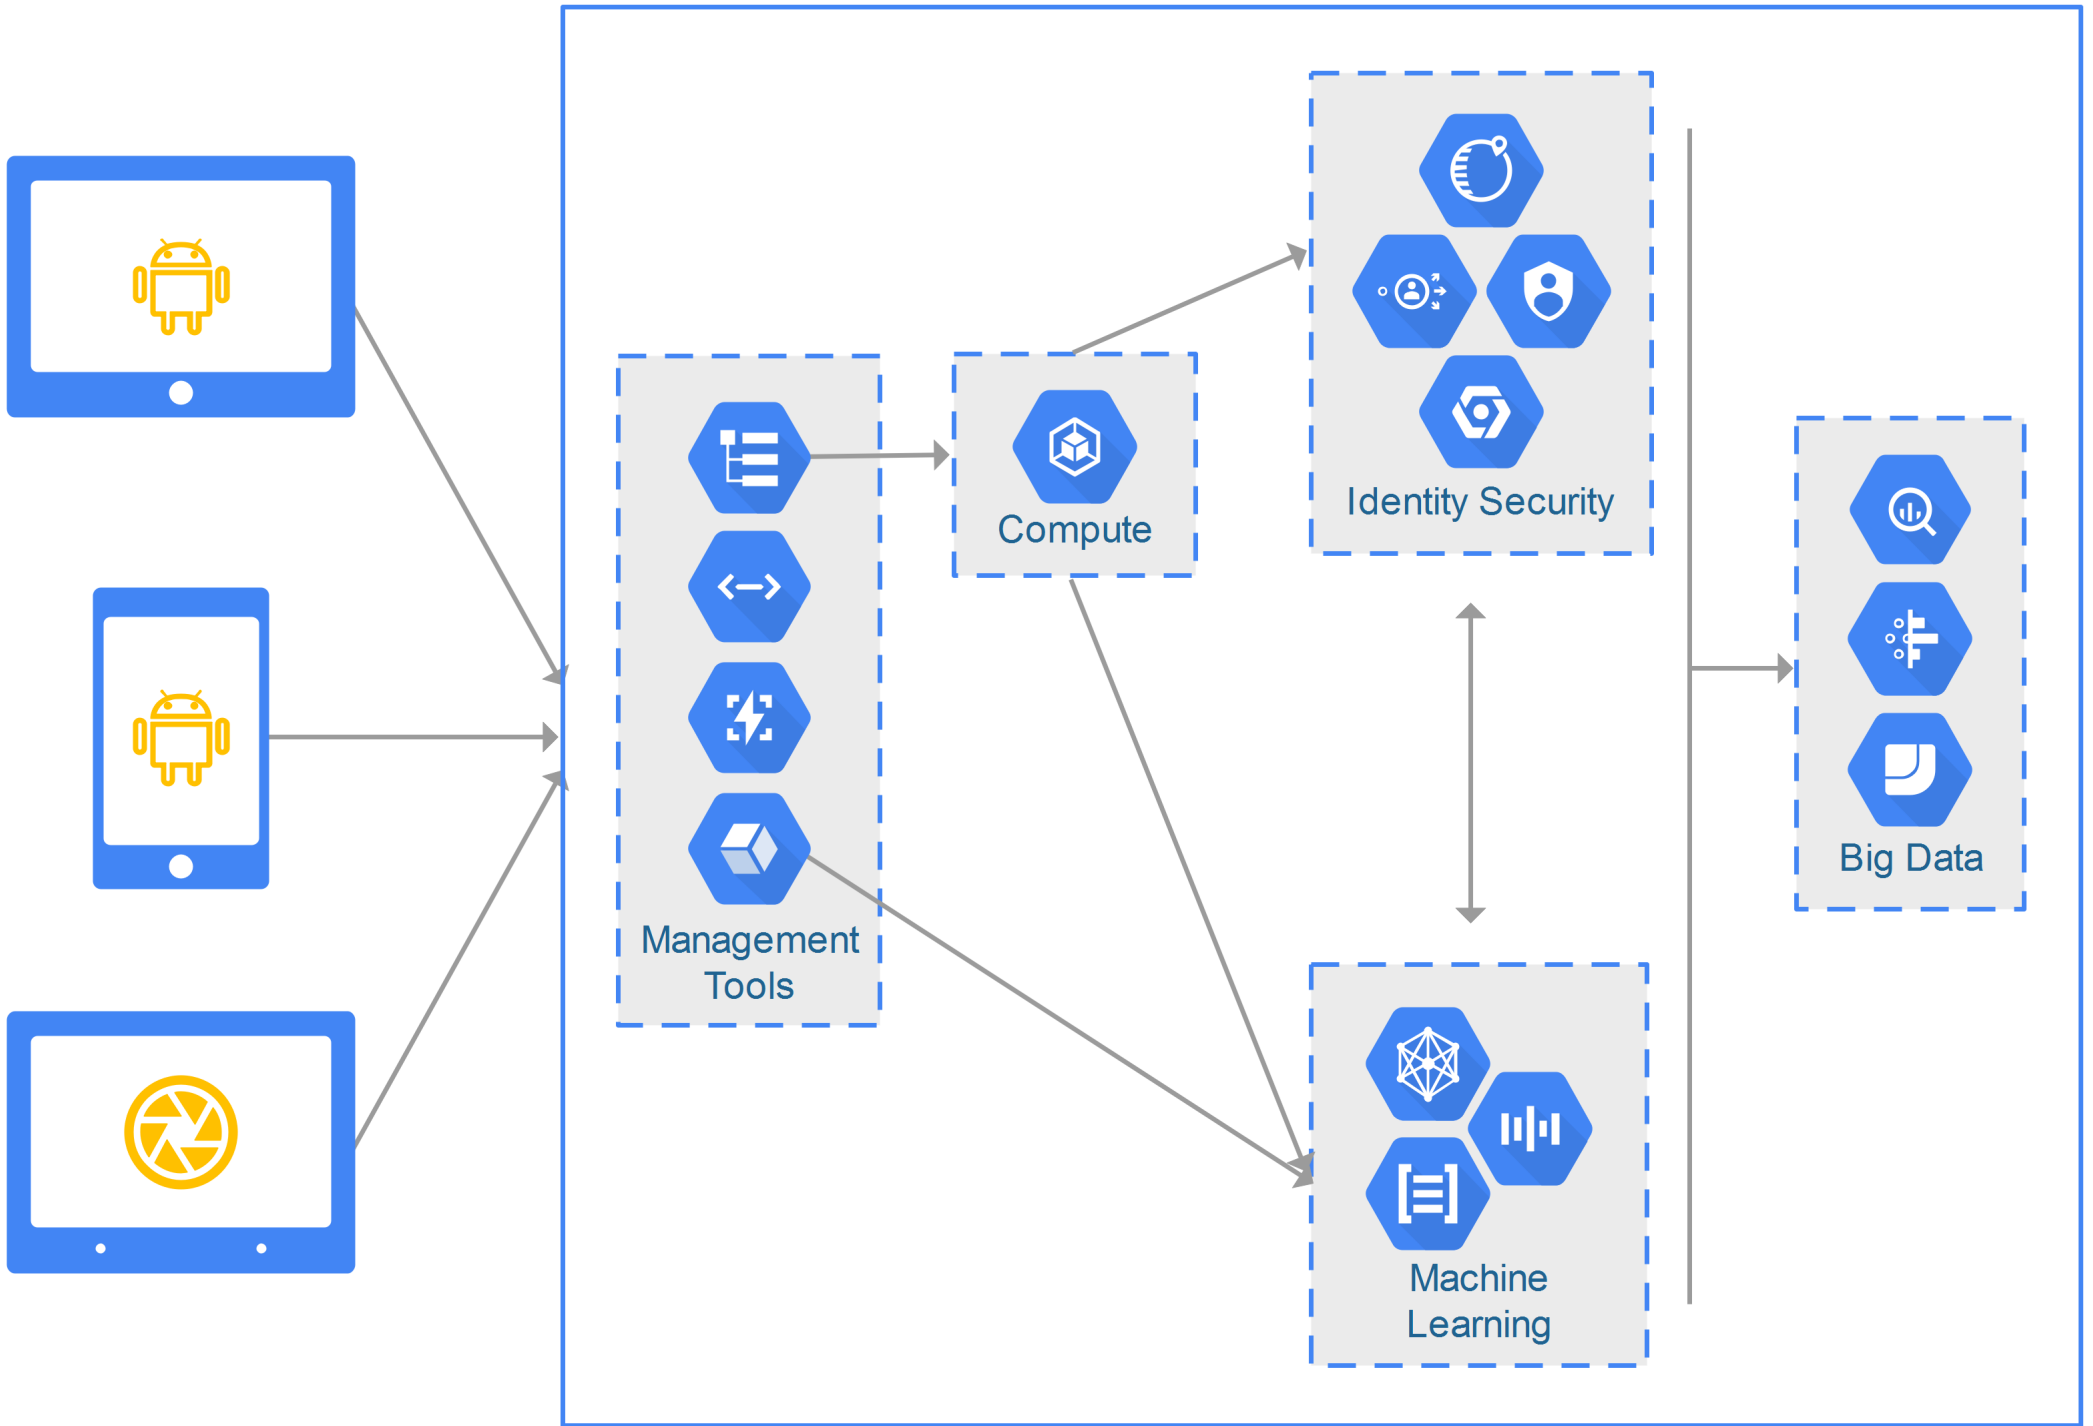 Identity Security
Compute
Big Data
Management
Tools
Machine
Learning